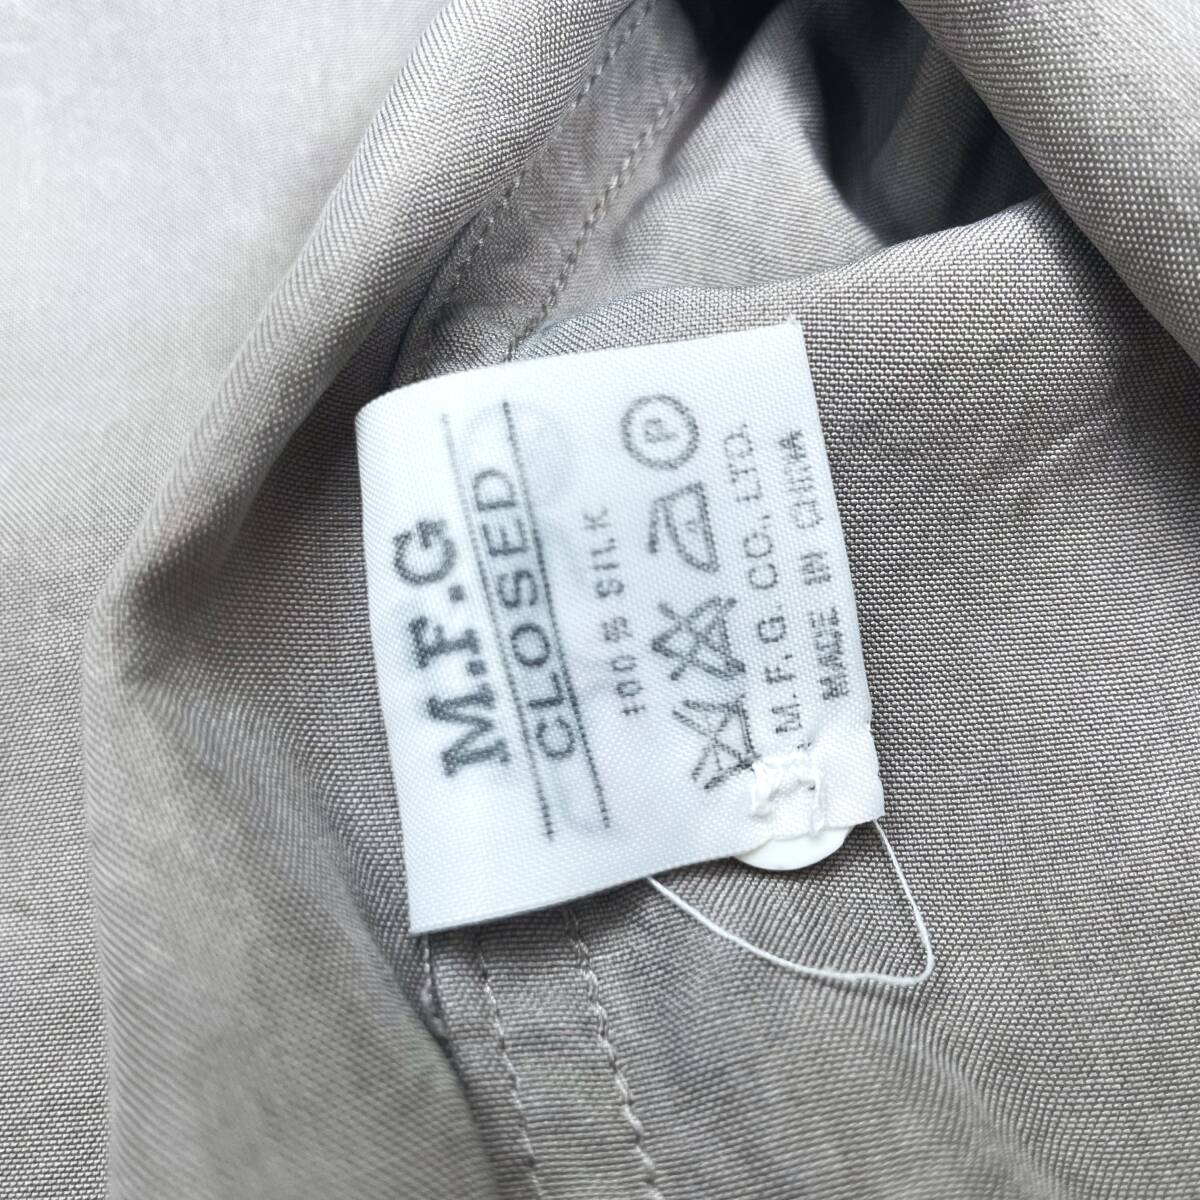 M.F.G
CLOSED
100% SILK
P
M.F.G. CO., LTD.
MADE IN CHINA